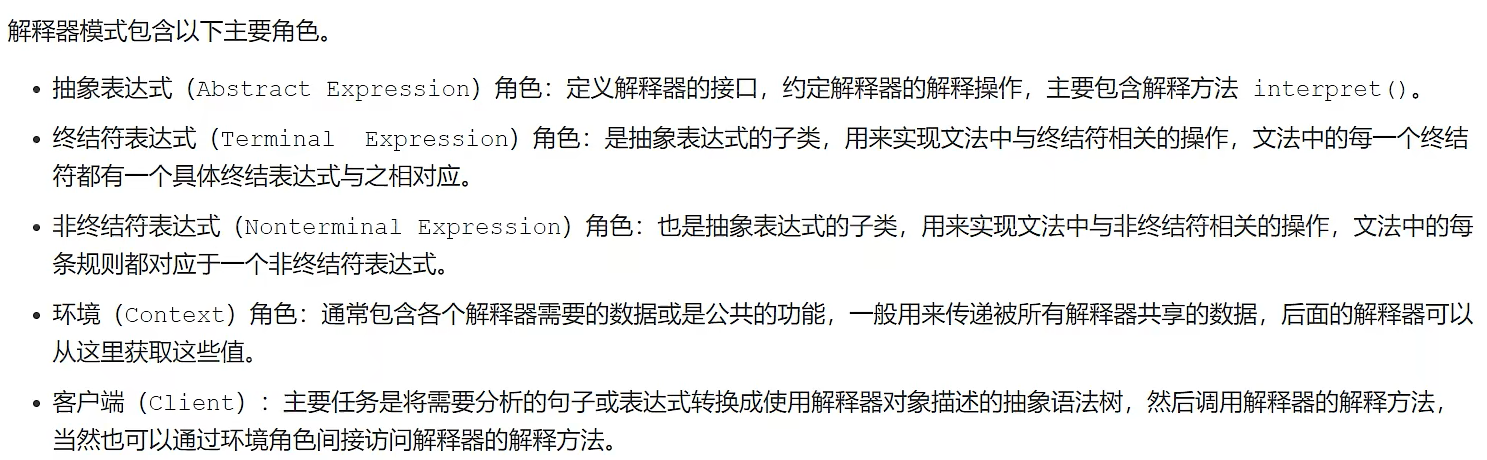 解释器模式包含以下主要角色。
• 抽象表达式（Abstract Expression）角色：定义解释器的接口，约定解释器的解释操作，主要包含解释方法 interpret()。
• 终结符表达式（Terminal  Expression）角色：是抽象表达式的子类，用来实现文法中与终结符相关的操作，文法中的每一个终结
符都有一个具体终结表达式与之相对应。
• 非终结符表达式（Nonterminal Expression）角色：也是抽象表达式的子类，用来实现文法中与非终结符相关的操作，文法中的每
条规则都对应于一个非终结符表达式。
• 环境（Context）角色：通常包含各个解释器需要的数据或是公共的功能，一般用来传递被所有解释器共享的数据，后面的解释器可以
从这里获取这些值。
• 客户端（Client）：主要任务是将需要分析的句子或表达式转换成使用解释器对象描述的抽象语法树，然后调用解释器的解释方法，
当然也可以通过环境角色间接访问解释器的解释方法。